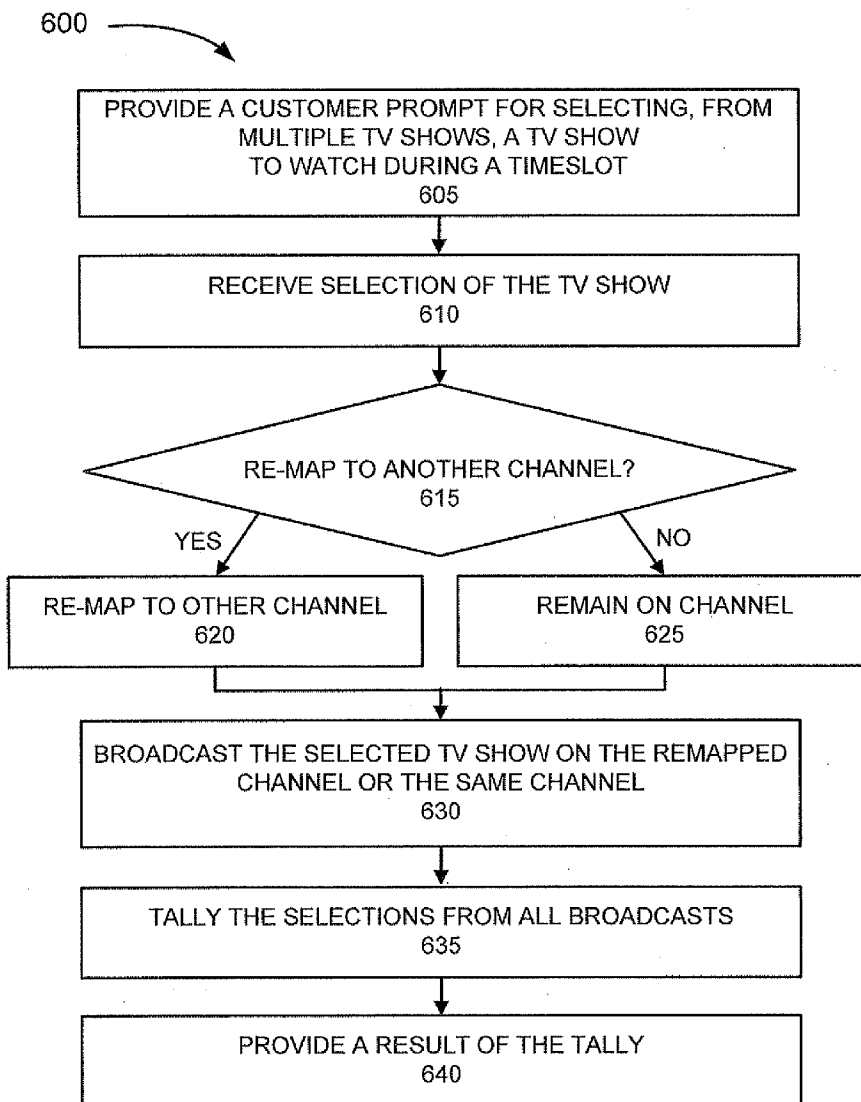 600
PROVIDE A CUSTOMER PROMPT FOR SELECTING, FROM
MULTIPLE TV SHOWS, A TV SHOW
TO WATCH DURING A TIMESLOT
605
RECEIVE SELECTION OF THE TV SHOW
610
RE-MAP TO ANOTHER CHANNEL?
615
YES
NO
RE-MAP TO OTHER CHANNEL
620
REMAIN ON CHANNEL
625
BROADCAST THE SELECTED TV SHOW ON THE REMAPPED
CHANNEL OR THE SAME CHANNEL
630
TALLY THE SELECTIONS FROM ALL BROADCASTS
635
PROVIDE A RESULT OF THE TALLY
640